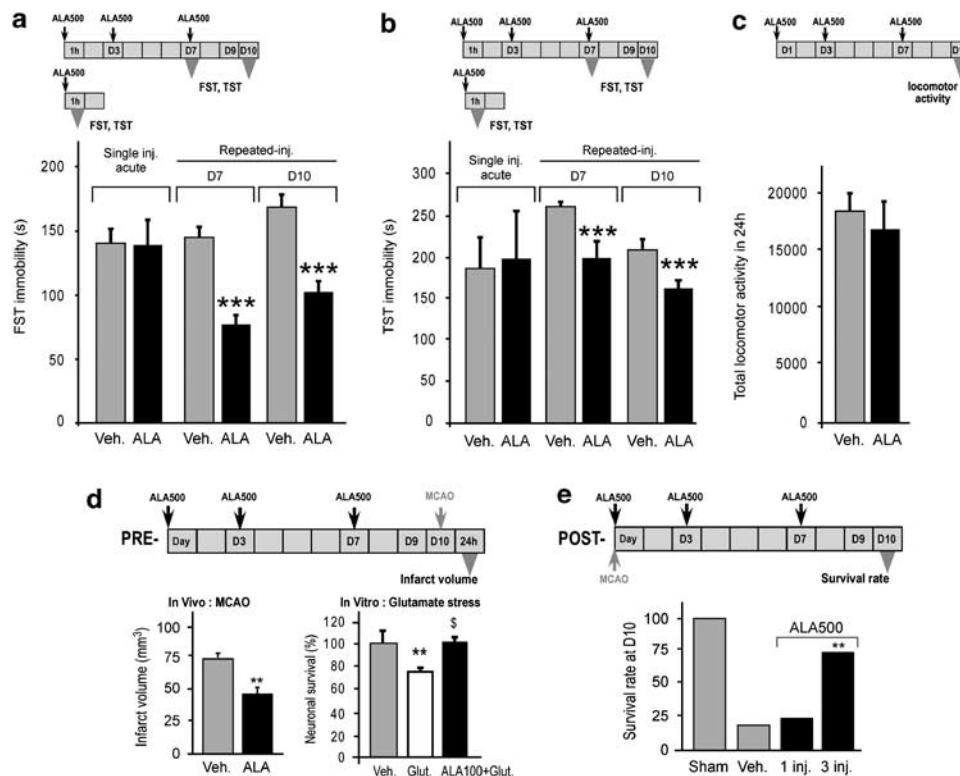 a
ALA500 ALA500 ALA500
1h D3 D7 D9 D10
FST, TST
ALA500
1h
FST, TST
FST immobility (s)
200
150
100
50
0
Single inj.
acute
Repeated-inj.
D7 D10
***
***
Veh. ALA Veh. ALA Veh. ALA
b
ALA500 ALA500 ALA500
1h D3 D7 D9 D10
FST, TST
ALA500
1h
FST, TST
TST immobility (s)
300
250
200
150
100
50
0
Single inj.
acute
Repeated-inj.
D7 D10
***
***
Veh. ALA Veh. ALA Veh. ALA
c
ALA500 ALA500 ALA500
D1 D3 D7
locomotor
activity
Total locomotor activity in 24h
20000
15000
10000
5000
0
Veh. ALA
d
ALA500 ALA500 ALA500 MCAO
PRE- Day D3 D7 D9 D10 24h
Infarct volume
In Vivo : MCAO
Infarct volume (mm³)
100
75
50
25
0
**
Veh. ALA
In Vitro : Glutamate stress
Neuronal survival (%)
120
100
80
60
40
20
0
**
$
Veh. Glut. ALA100+Glut.
e
ALA500 ALA500 ALA500
POST- Day D3 D7 D9 D10
MCAO
Survival rate
Survival rate at D10
100
75
50
25
0
ALA500
**
Sham Veh. 1 inj. 3 inj.